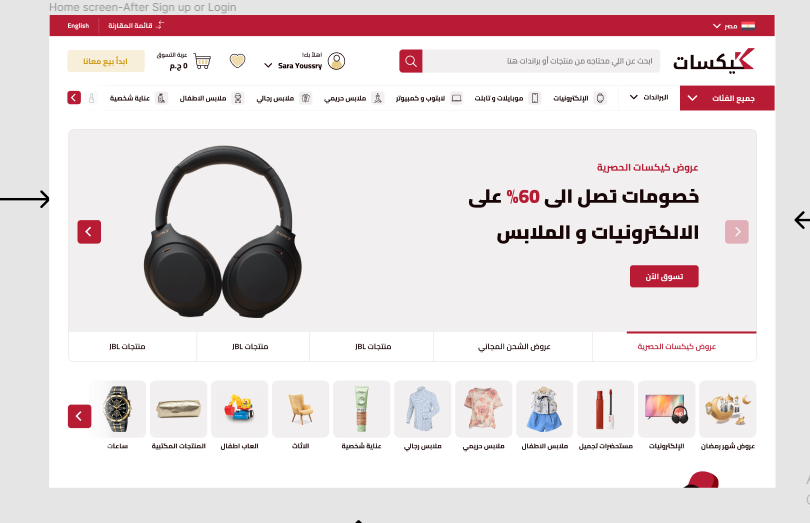 Home screen-After Sign up or Login
مصر
قائمة المقارنة
English
كيكسات
ابحث عن اللي محتاجه من منتجات أو براندات هنا
اهلاً بك!
Sara Youssry
عربة التسوق
0 ج.م
ابدأ بيع معانا
جميع الفئات
البراندات
الإلكترونيات
موبايلات و تابلت
لابتوب و كمبيوتر
ملابس حريمي
ملابس رجالي
ملابس الاطفال
عناية شخصية
عروض كيكسات الحصرية
خصومات تصل الى 60% على
الالكترونيات و الملابس
تسوق الآن
عروض كيكسات الحصرية
عروض الشحن المجاني
منتجات JBL
منتجات JBL
منتجات JBL
عروض شهر رمضان
الإلكترونيات
مستحضرات تجميل
ملابس الاطفال
ملابس حريمي
ملابس رجالي
عناية شخصية
الاثاث
العاب اطفال
المنتجات المكتبية
ساعات